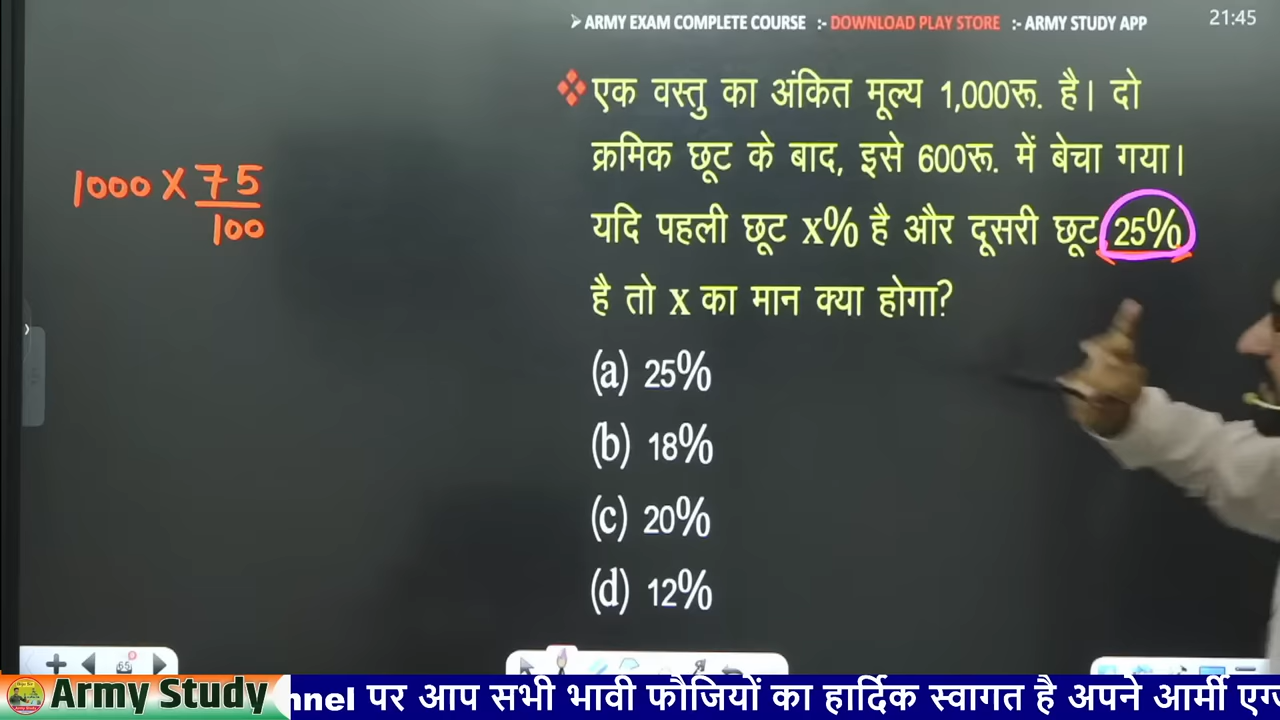 ➢ ARMY EXAM COMPLETE COURSE :- DOWNLOAD PLAY STORE :- ARMY STUDY APP
21:45
❖ एक वस्तु का अंकित मूल्य 1,000रू. है। दो
क्रमिक छूट के बाद, इसे 600रू. में बेचा गया।
यदि पहली छूट x% है और दूसरी छूट 25%
है तो x का मान क्या होगा?
(a) 25%
(b) 18%
(c) 20%
(d) 12%
1000 × 75
100
65
Army Study
nnel पर आप सभी भावी फौजियों का हार्दिक स्वागत है अपने आर्मी एग्